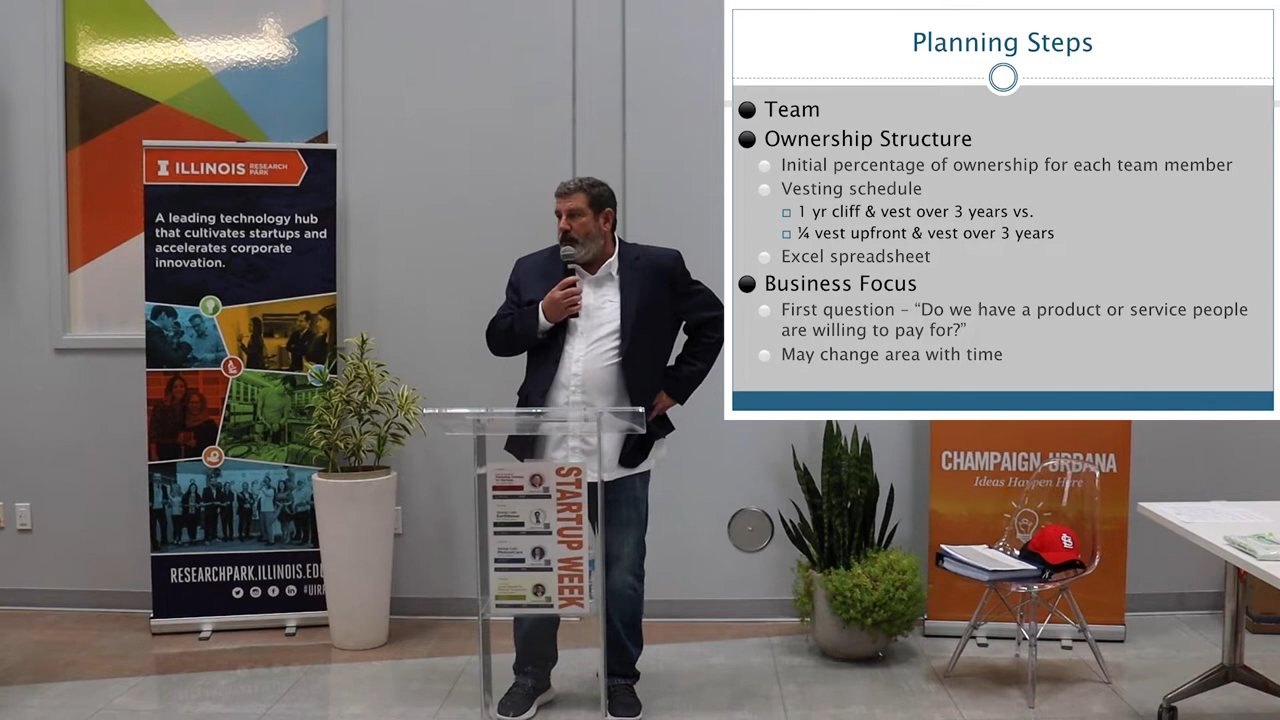 ILLINOIS RESEARCH PARK
A leading technology hub
that cultivates startups and
accelerates corporate
innovation.
RESEARCHPARK.ILLINOIS.EDU
#UIRP
STARTUP WEEK
Planning Steps
Team
Ownership Structure
Initial percentage of ownership for each team member
Vesting schedule
1 yr cliff & vest over 3 years vs.
¼ vest upfront & vest over 3 years
Excel spreadsheet
Business Focus
First question – “Do we have a product or service people
are willing to pay for?”
May change area with time
CHAMPAIGN-URBANA
Ideas Happen Here